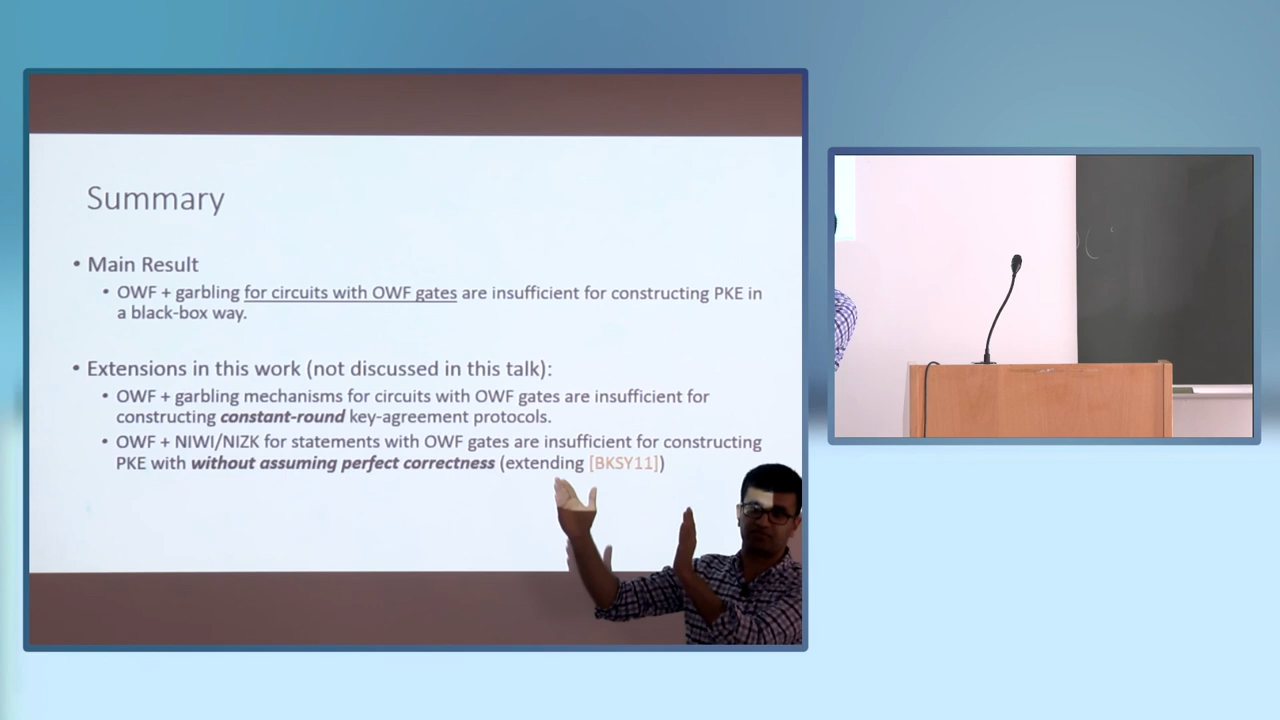 Summary
• Main Result
• OWF + garbling for circuits with OWF gates are insufficient for constructing PKE in
a black-box way.
• Extensions in this work (not discussed in this talk):
• OWF + garbling mechanisms for circuits with OWF gates are insufficient for
constructing constant-round key-agreement protocols.
• OWF + NIWI/NIZK for statements with OWF gates are insufficient for constructing
PKE with without assuming perfect correctness (extending [BKSY11])